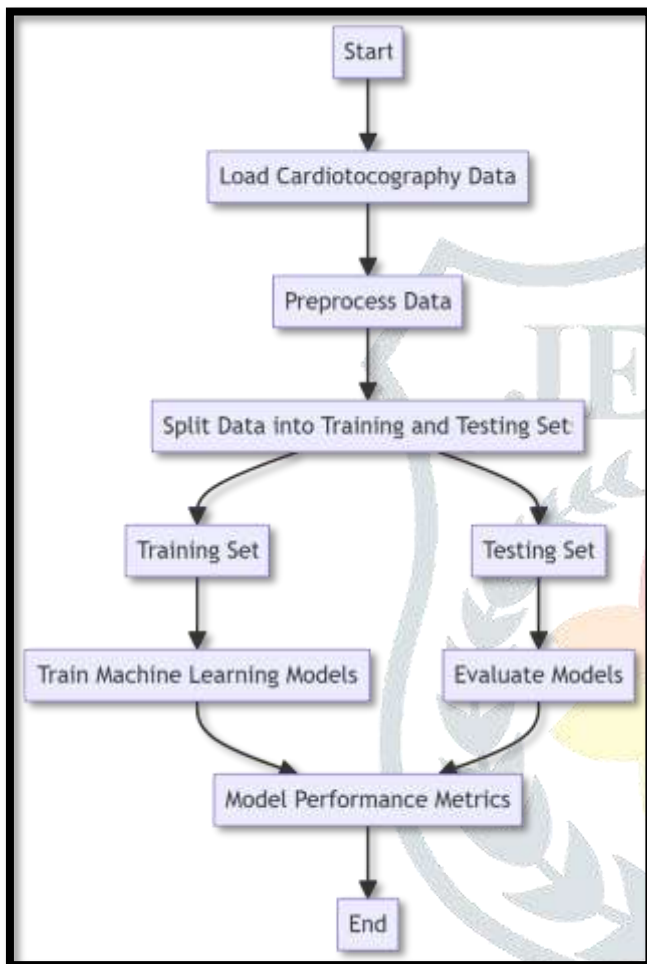 Start
Load Cardiotocography Data
Preprocess Data
Split Data into Training and Testing Set
Training Set
Testing Set
Train Machine Learning Models
Evaluate Models
Model Performance Metrics
End